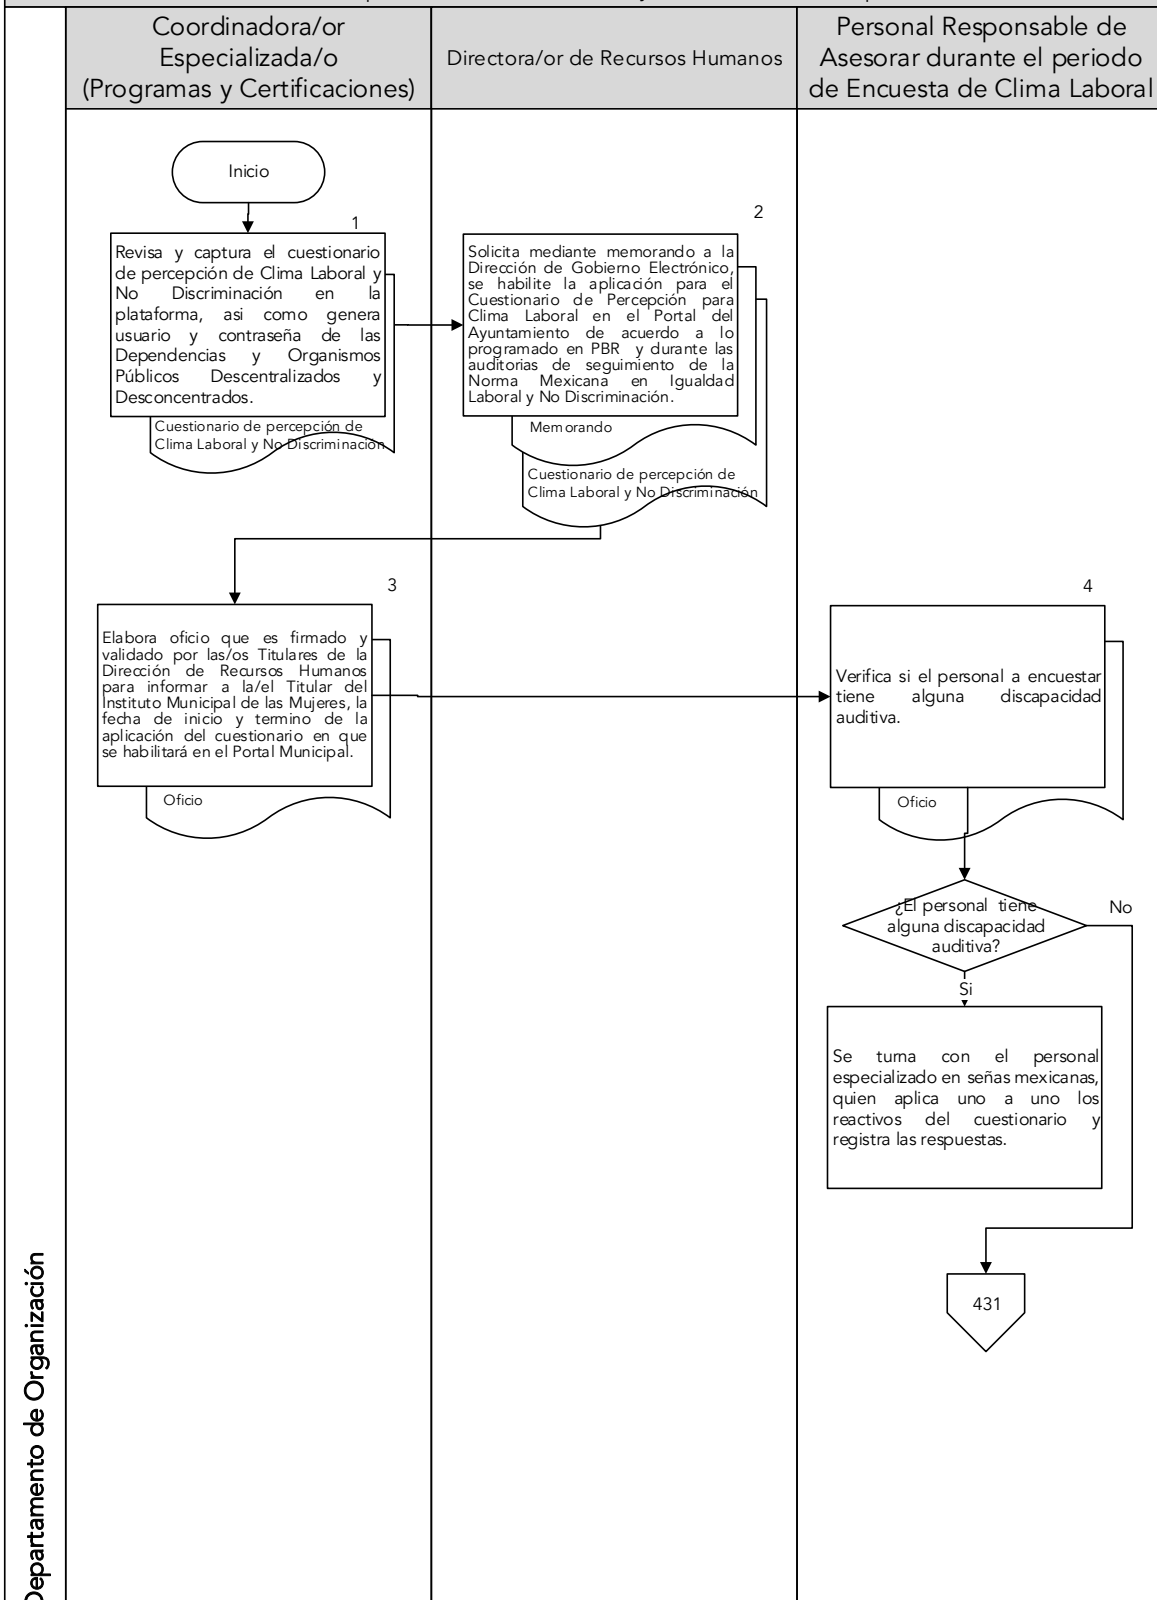 Coordinadora/or
Especializada/o
(Programas y Certificaciones)
Directora/or de Recursos Humanos
Personal Responsable de
Asesorar durante el periodo
de Encuesta de Clima Laboral
Inicio
1
Revisa y captura el cuestionario
de percepción de Clima Laboral y
No Discriminación en la
plataforma, asi como genera
usuario y contraseña de las
Dependencias y Organismos
Públicos Descentralizados y
Desconcentrados.
Cuestionario de percepción de
Clima Laboral y No Discriminación
2
Solicita mediante memorando a la
Dirección de Gobierno Electrónico,
se habilite la aplicación para el
Cuestionario de Percepción para
Clima Laboral en el Portal del
Ayuntamiento de acuerdo a lo
programado en PBR y durante las
auditorias de seguimiento de la
Norma Mexicana en Igualdad
Laboral y No Discriminación.
Memorando
Cuestionario de percepción de
Clima Laboral y No Discriminación
3
Elabora oficio que es firmado y
validado por las/os Titulares de la
Dirección de Recursos Humanos
para informar a la/el Titular del
Instituto Municipal de las Mujeres, la
fecha de inicio y termino de la
aplicación del cuestionario en que
se habilitará en el Portal Municipal.
Oficio
4
Verifica si el personal a encuestar
tiene alguna discapacidad
auditiva.
Oficio
¿El personal tiene
alguna discapacidad
auditiva?
No
Si
Se turna con el personal
especializado en señas mexicanas,
quien aplica uno a uno los
reactivos del cuestionario y
registra las respuestas.
431
Departamento de Organización